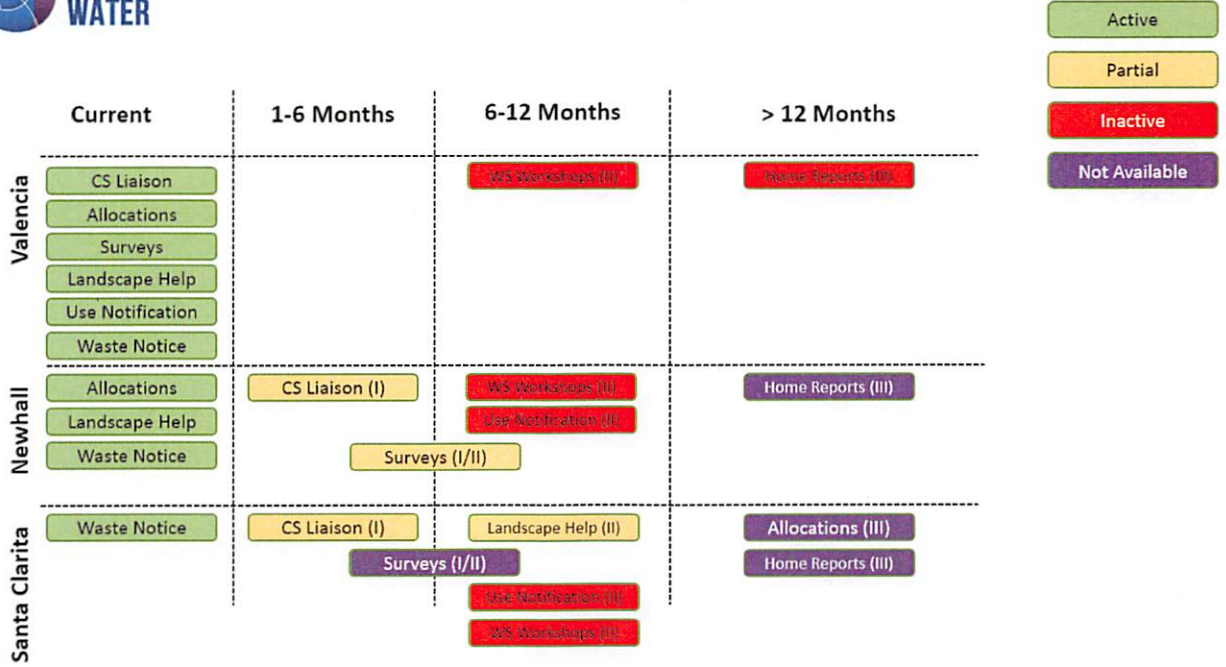 WATER
Active
Partial
Inactive
Not Available
Current 1-6 Months 6-12 Months > 12 Months
Valencia
CS Liaison WS Workshops (II) Home Reports (III)
Allocations
Surveys
Landscape Help
Use Notification
Waste Notice
Newhall
Allocations CS Liaison (I) WS Workshops (II) Home Reports (III)
Landscape Help Use Notification (II)
Waste Notice Surveys (I/II)
Santa Clarita
Waste Notice CS Liaison (I) Landscape Help (II) Allocations (III)
Surveys (I/II) Home Reports (III)
Use Notification (II)
WS Workshops (II)